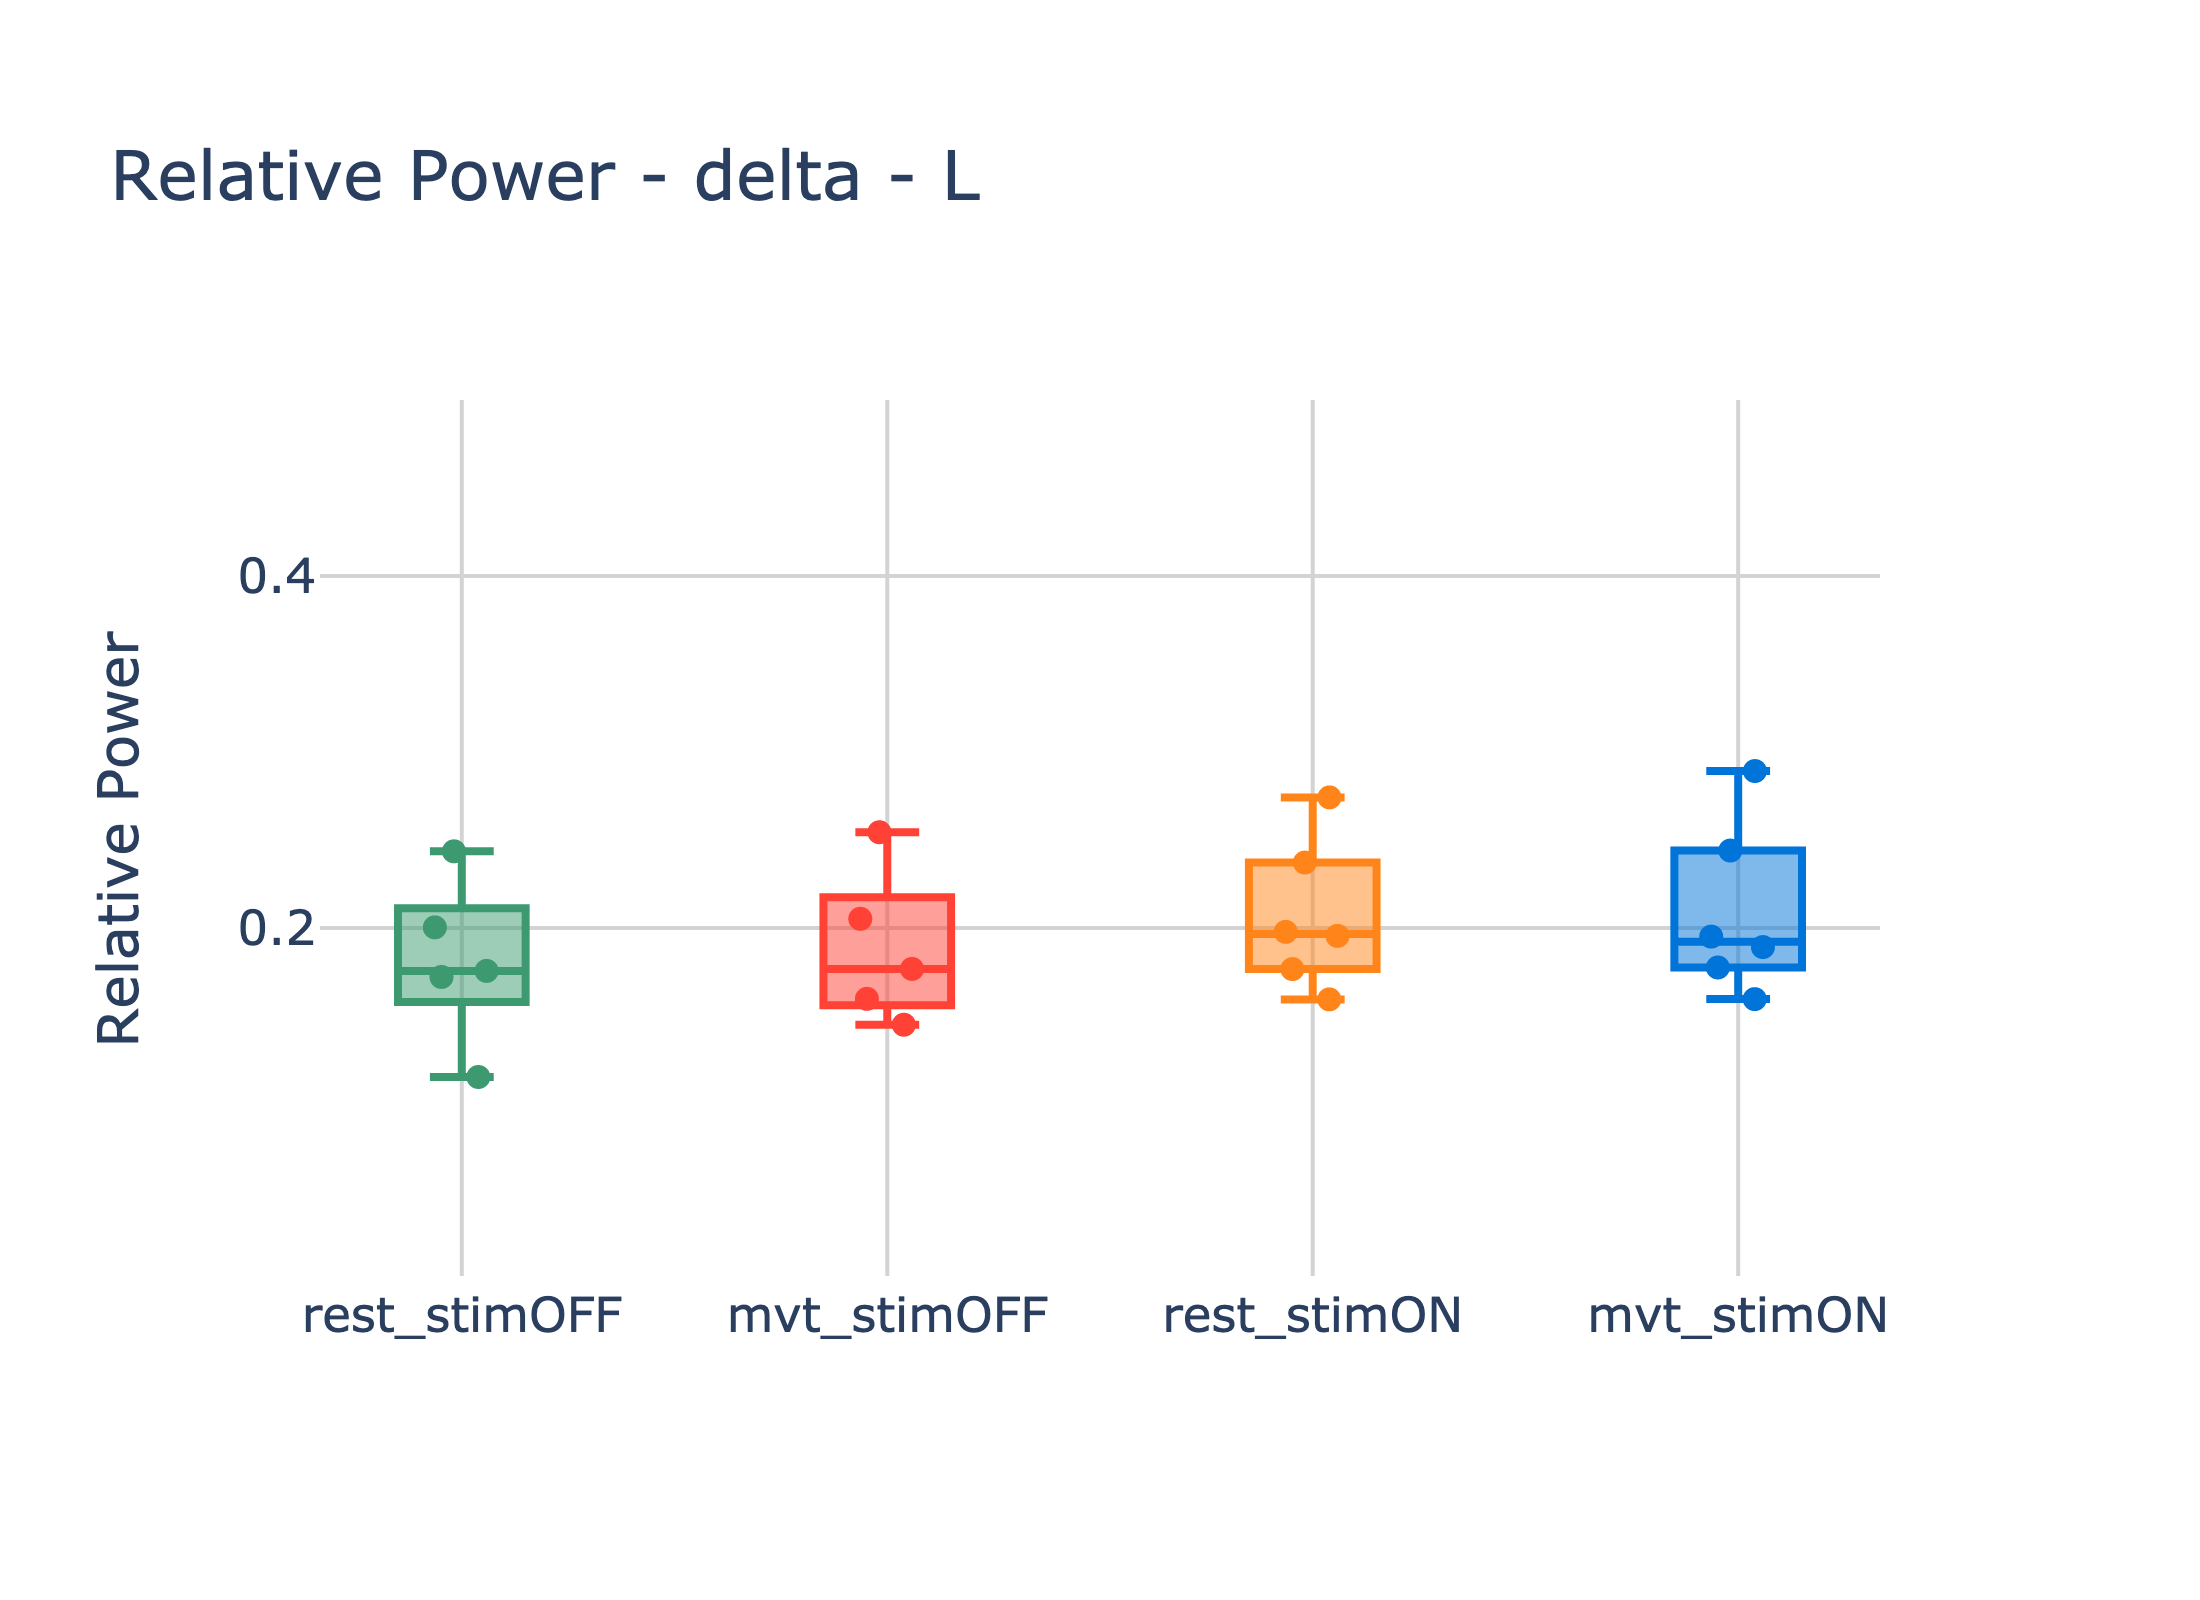 Relative Power - delta - L
Relative Power
0.4
0.2
rest_stimOFF
mvt_stimOFF
rest_stimON
mvt_stimON